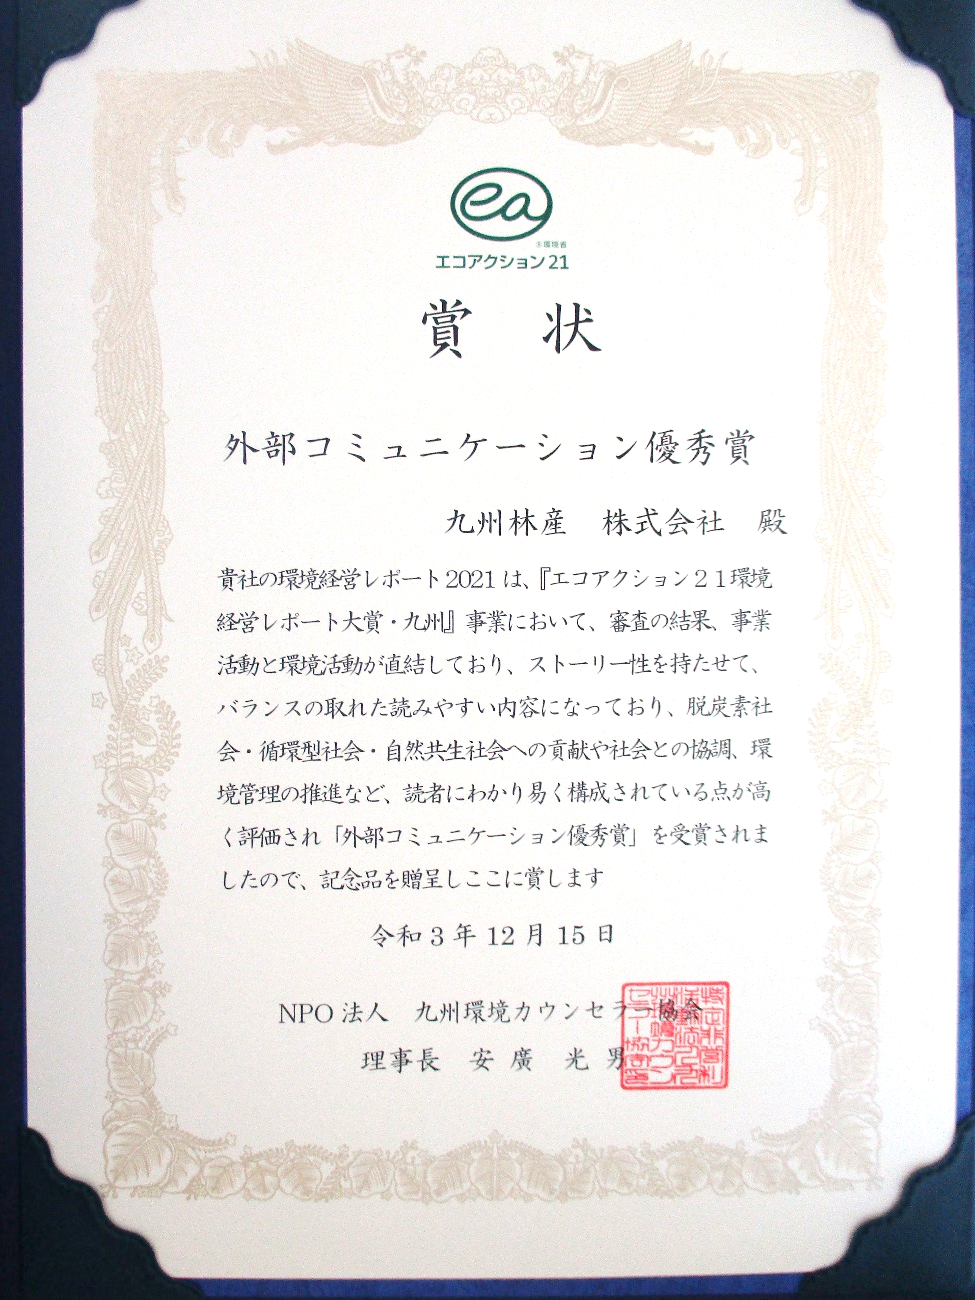 ea
®環境省
エコアクション21
賞 状
外部コミュニケーション優秀賞
九州林産 株式会社 殿
貴社の環境経営レポート2021は、『エコアクション21環境
経営レポート大賞・九州』事業において、審査の結果、事業
活動と環境活動が直結しており、ストーリー性を持たせて、
バランスの取れた読みやすい内容になっており、脱炭素社
会・循環型社会・自然共生社会への貢献や社会との協調、環
境管理の推進など、読者にわかり易く構成されている点が高
く評価され「外部コミュニケーション優秀賞」を受賞されま
したので、記念品を贈呈しここに賞します
令和3年12月15日
NPO法人 九州環境カウンセラー協会
理事長 安廣 光男